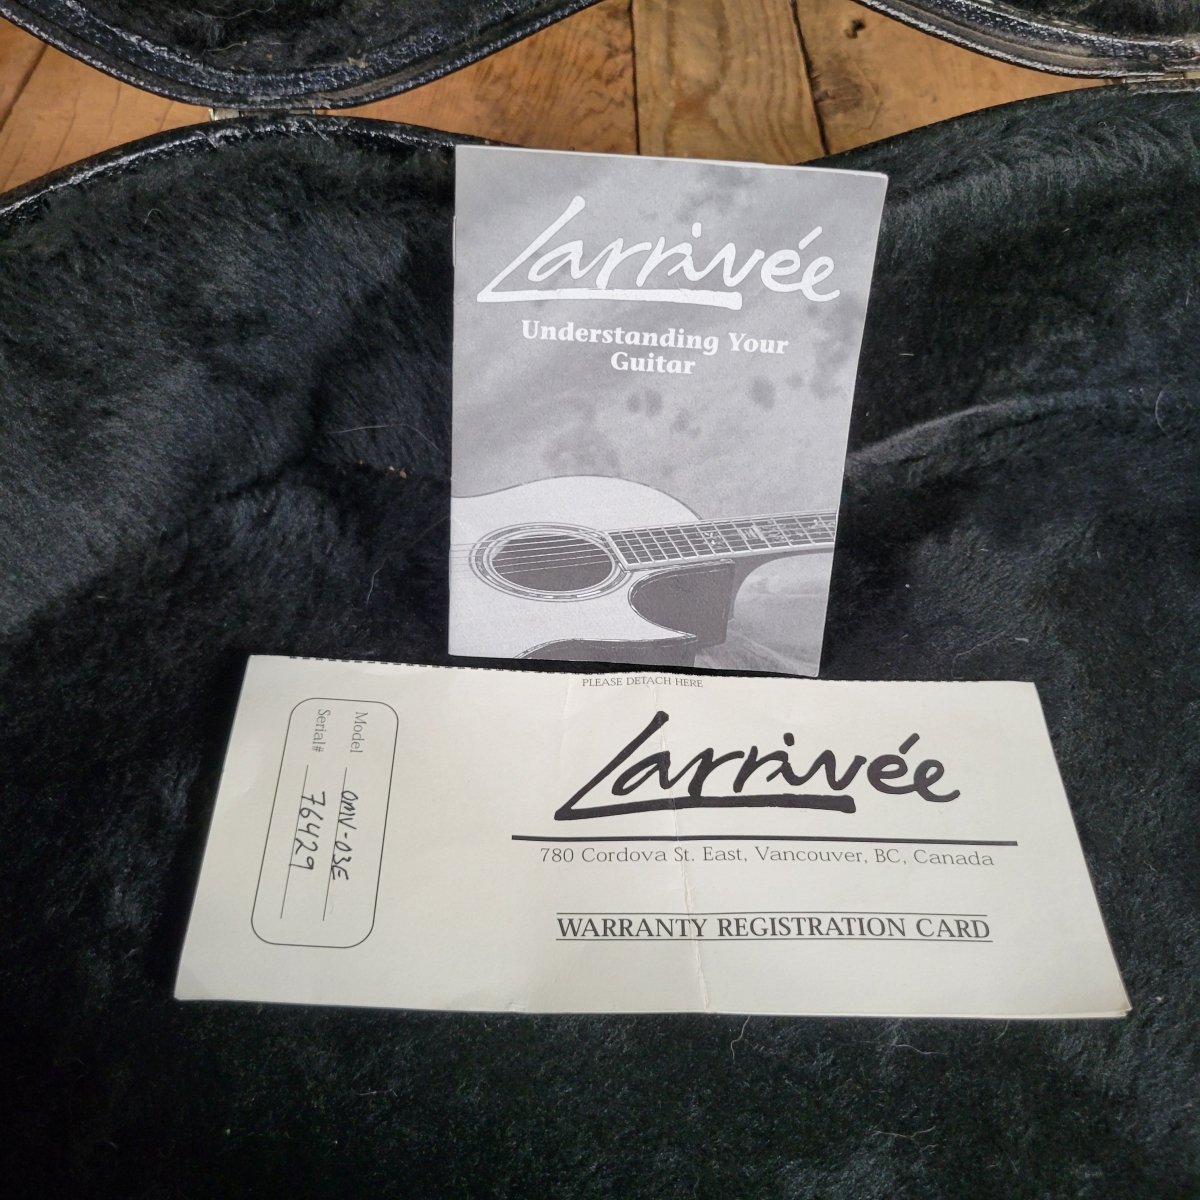 Larrivée
Understanding Your
Guitar
PLEASE DETACH HERE
Larrivée
780 Cordova St. East, Vancouver, BC, Canada
WARRANTY REGISTRATION CARD
Model OMV-03E
Serial# 76429